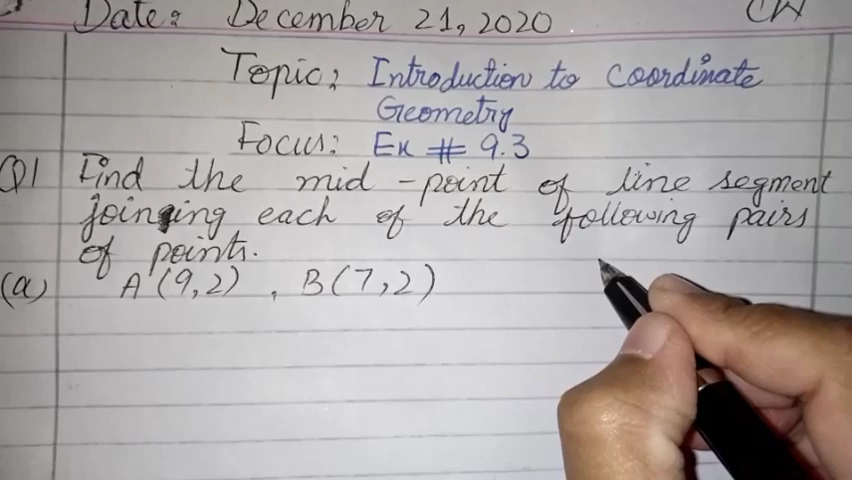 Date: December 21, 2020 CW
Topic: Introduction to Coordinate
Geometry
Focus: Ex # 9.3
Q1 Find the mid-point of line segment
joining each of the following pairs
of points.
(a) A(9,2) , B(7,2)